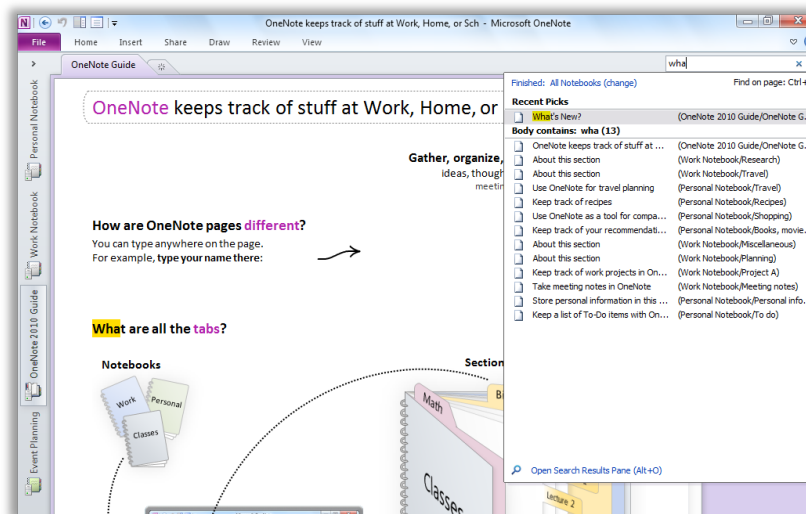 OneNote keeps track of stuff at Work, Home, or Sch - Microsoft OneNote
File Home Insert Share Draw Review View
OneNote Guide
wha
Finished: All Notebooks (change) Find on page: Ctrl+
Recent Picks
What's New? (OneNote 2010 Guide/OneNote G...
Body contains: wha (13)
OneNote keeps track of stuff at ... (OneNote 2010 Guide/OneNote G...
About this section (Work Notebook/Research)
About this section (Work Notebook/Travel)
Use OneNote for travel planning (Personal Notebook/Travel)
Keep track of recipes (Personal Notebook/Recipes)
Use OneNote as a tool for compa... (Personal Notebook/Shopping)
Keep track of your recommendati... (Personal Notebook/Books, movie...
About this section (Work Notebook/Miscellaneous)
About this section (Work Notebook/Planning)
Keep track of work projects in On... (Work Notebook/Project A)
Take meeting notes in OneNote (Work Notebook/Meeting notes)
Store personal information in this ... (Personal Notebook/Personal info...
Keep a list of To-Do items with On... (Personal Notebook/To do)
Open Search Results Pane (Alt+O)
Personal Notebook
Work Notebook
OneNote 2010 Guide
Event Planning
OneNote keeps track of stuff at Work, Home, or
Gather, organize,
ideas, though
meetin
How are OneNote pages different?
You can type anywhere on the page.
For example, type your name there:
What are all the tabs?
Notebooks
Work
Personal
Classes
Section
Math
Bi
Classes
Lecture 2